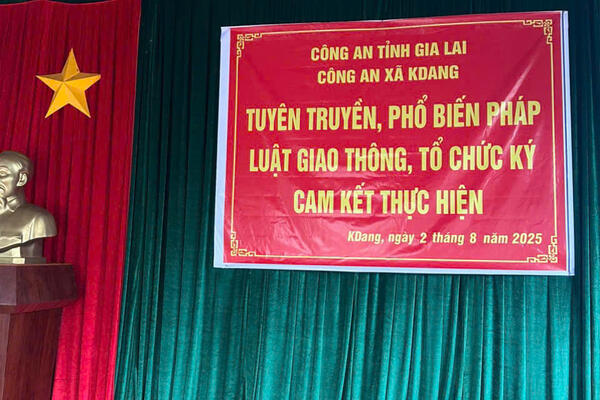 CÔNG AN TỈNH GIA LAI
CÔNG AN XÃ KDANG
TUYÊN TRUYỀN, PHỔ BIẾN PHÁP
LUẬT GIAO THÔNG, TỔ CHỨC KÝ
CAM KẾT THỰC HIỆN
KDang, ngày 2 tháng 8 năm 2025